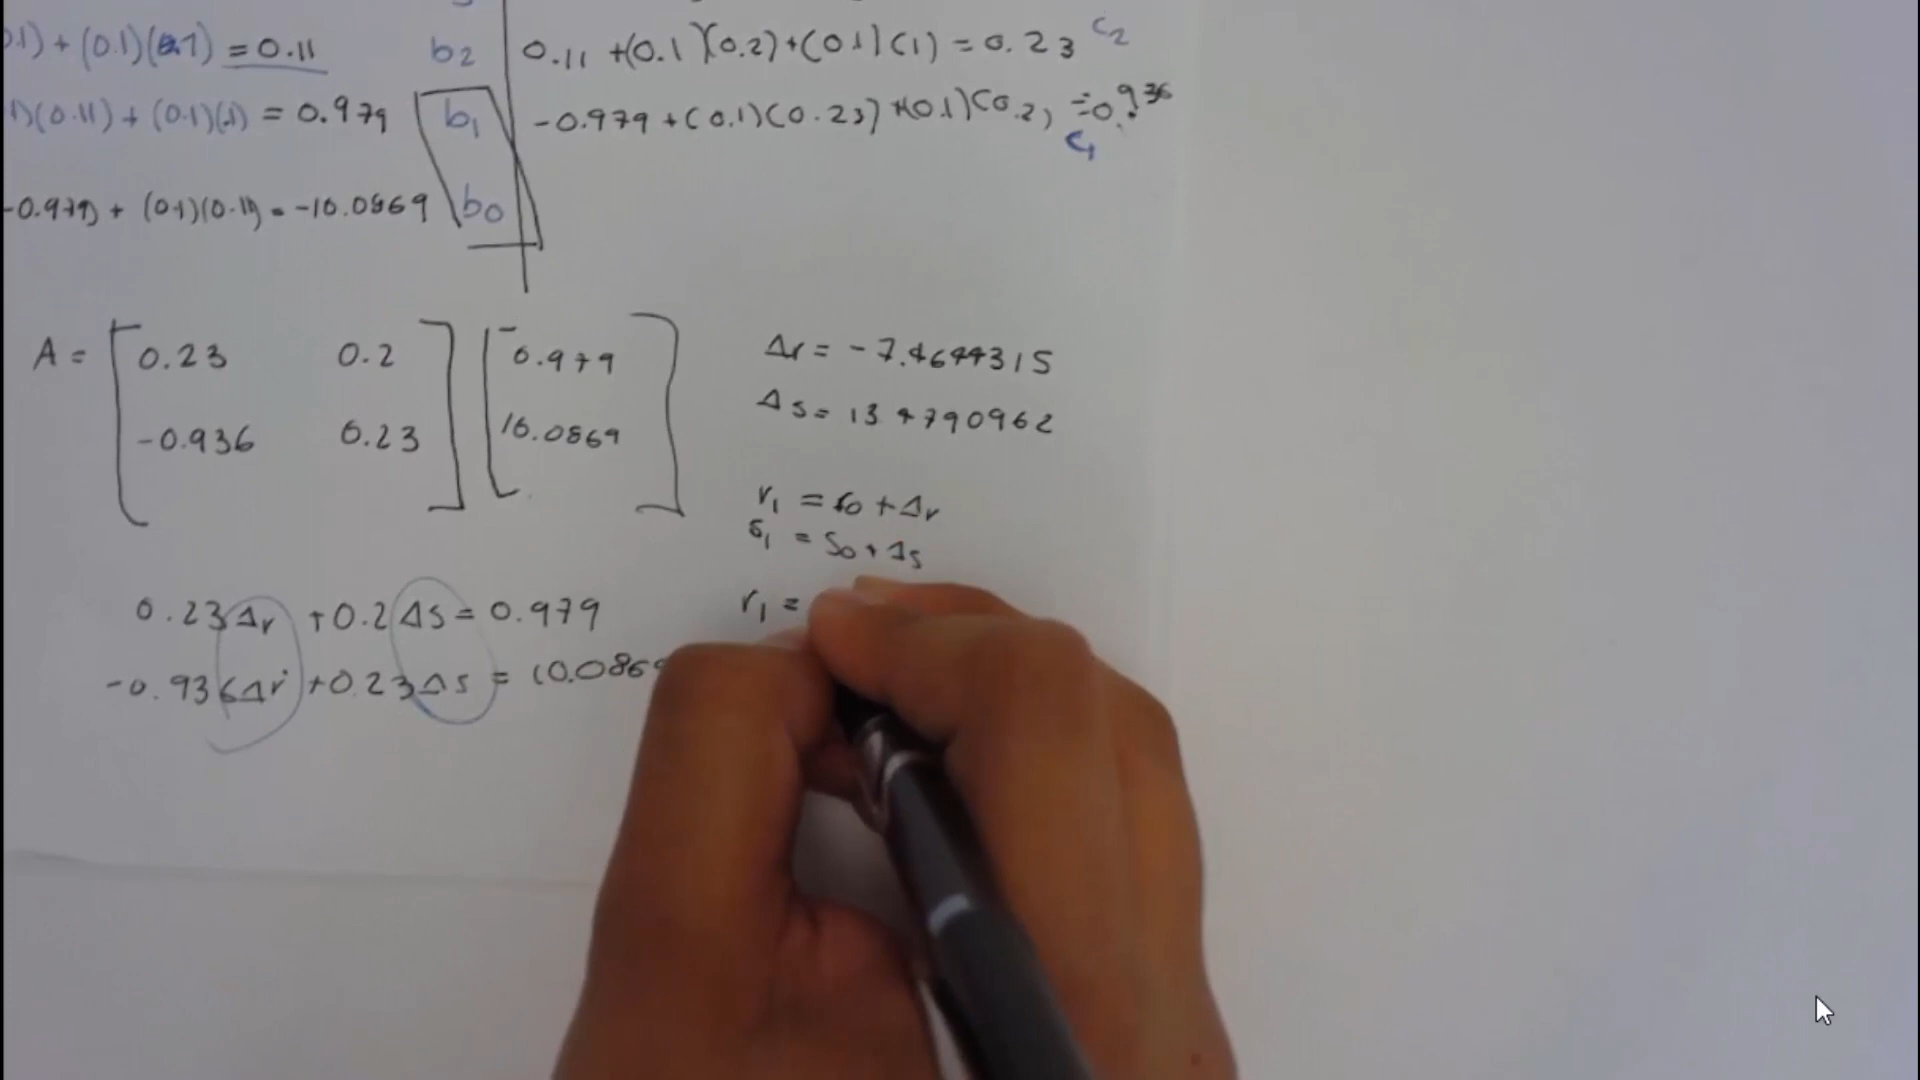 .1) + (0.1)(0.1) = 0.11 b2
0.11 + (0.1)(0.2) + (0.1)(1) = 0.23 c2
1)(0.11) + (0.1)(.1) = 0.979 b1
-0.979 + (0.1)(0.23) + (0.1)(0.2) = -0.936
c1
-0.979) + (0.1)(0.11) = -10.0869 b0
A = [ 0.23 0.2 ] [ -0.979 ]
-0.936 0.23 10.0869
Δr = -7.4644315
Δs = 13.4790962
r1 = r0 + Δr
s1 = s0 + Δs
r1 =
0.23Δr + 0.2Δs = 0.979
-0.936Δr + 0.23Δs = 10.0869